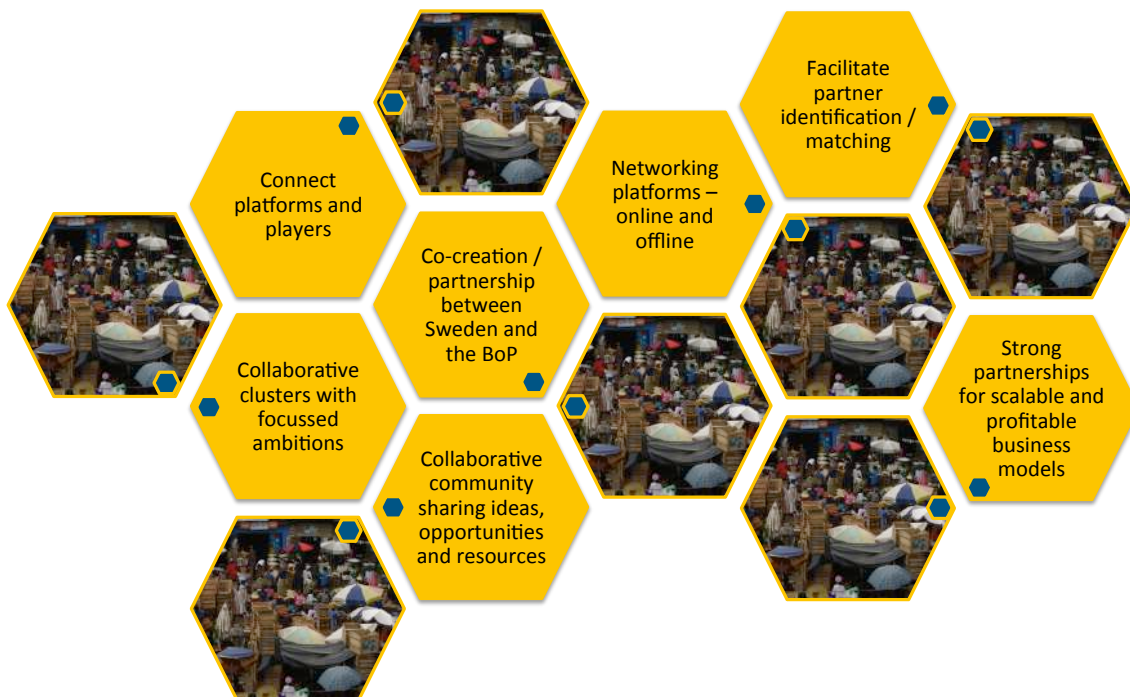 Connect
platforms and
players
Collaborative
clusters with
focussed
ambitions
Co-creation /
partnership
between
Sweden and
the BoP
Collaborative
community
sharing ideas,
opportunities
and resources
Networking
platforms –
online and
offline
Facilitate
partner
identification /
matching
Strong
partnerships
for scalable and
profitable
business
models